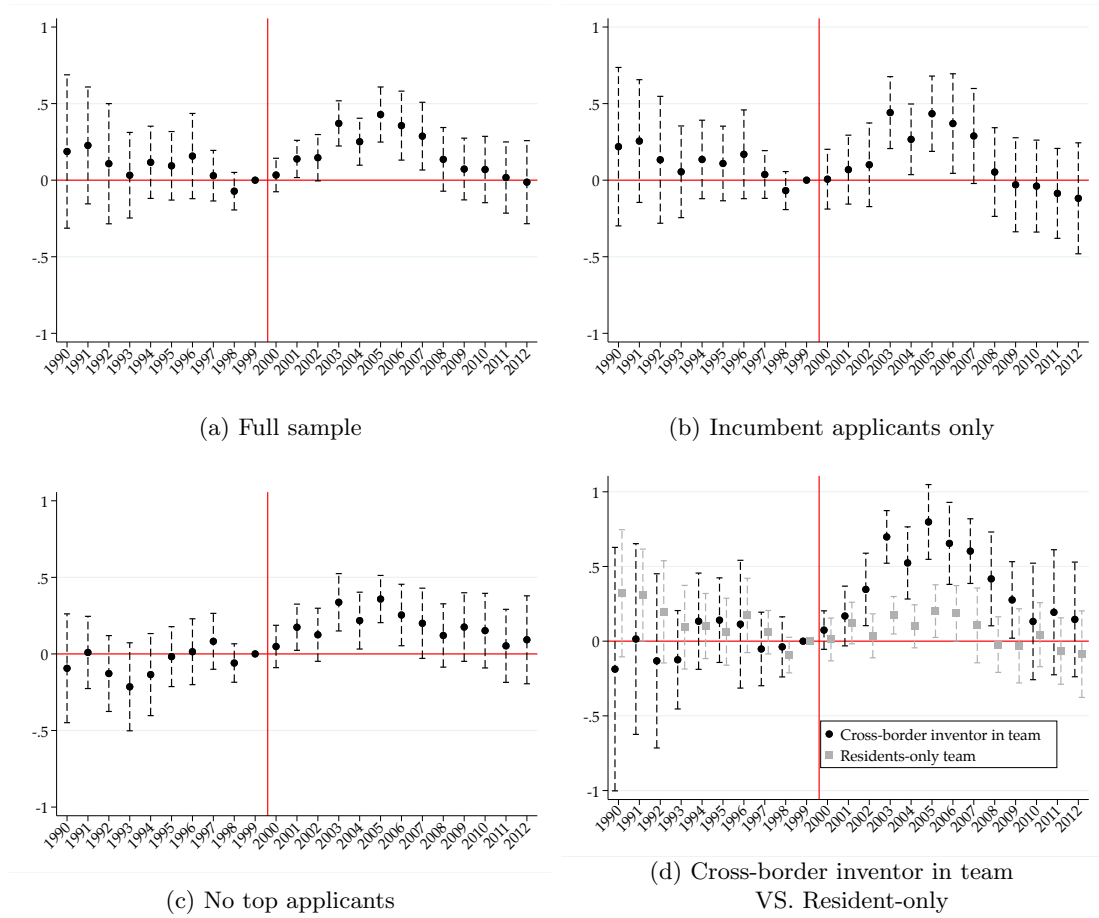 1
.5
0
-.5
-1
1990 1991 1992 1993 1994 1995 1996 1997 1998 1999 2000 2001 2002 2003 2004 2005 2006 2007 2008 2009 2010 2011 2012
(a) Full sample
1
.5
0
-.5
-1
1990 1991 1992 1993 1994 1995 1996 1997 1998 1999 2000 2001 2002 2003 2004 2005 2006 2007 2008 2009 2010 2011 2012
(b) Incumbent applicants only
1
.5
0
-.5
-1
1990 1991 1992 1993 1994 1995 1996 1997 1998 1999 2000 2001 2002 2003 2004 2005 2006 2007 2008 2009 2010 2011 2012
(c) No top applicants
1
.5
0
-.5
-1
Cross-border inventor in team
Residents-only team
1990 1991 1992 1993 1994 1995 1996 1997 1998 1999 2000 2001 2002 2003 2004 2005 2006 2007 2008 2009 2010 2011 2012
(d) Cross-border inventor in team
VS. Resident-only